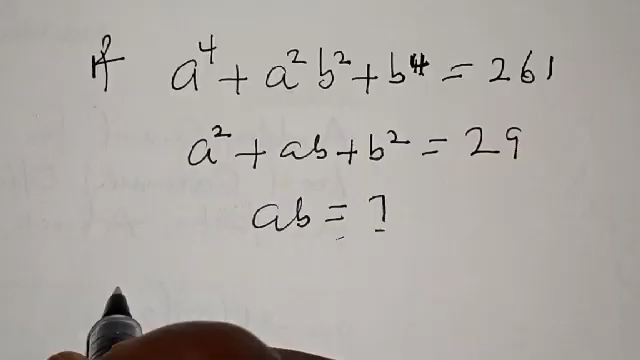 If a⁴ + a²b² + b⁴ = 261
a² + ab + b² = 29
ab = ?